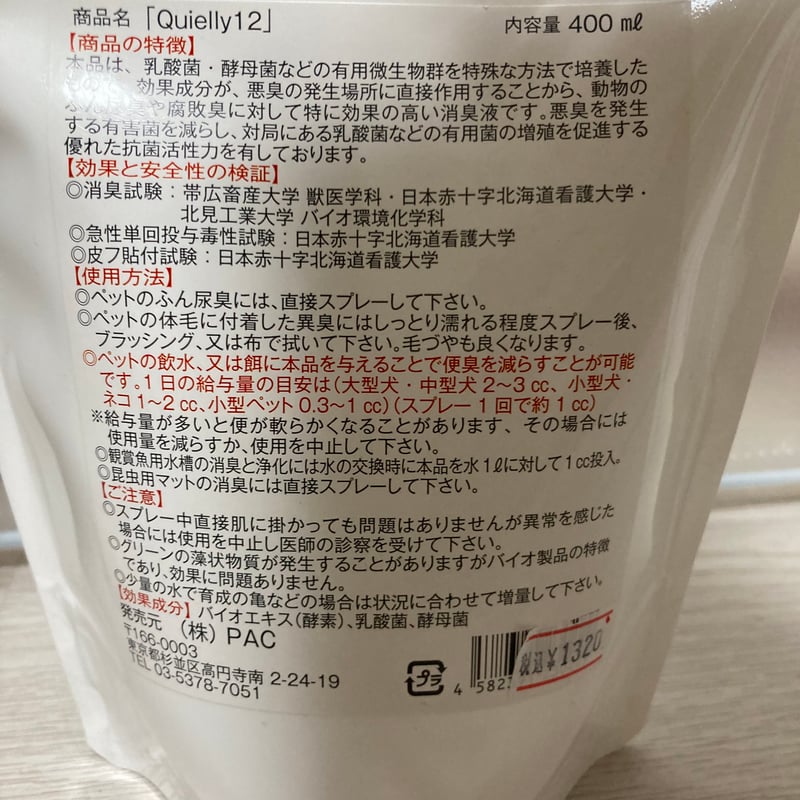 商品名「Quielly12」 内容量 400 ㎖
【商品の特徴】
本品は、乳酸菌・酵母菌などの有用微生物群を特殊な方法で培養した
効果成分が、悪臭の発生場所に直接作用することから、動物の
や腐敗臭に対して特に効果の高い消臭液です。悪臭を発生
する有害菌を減らし、対局にある乳酸菌などの有用菌の増殖を促進する
優れた抗菌活性力を有しております。
【効果と安全性の検証】
◎消臭試験：帯広畜産大学 獣医学科・日本赤十字北海道看護大学・
北見工業大学 バイオ環境化学科
◎急性単回投与毒性試験：日本赤十字北海道看護大学
◎皮フ貼付試験：日本赤十字北海道看護大学
【使用方法】
◎ペットのふん尿臭には、直接スプレーして下さい。
◎ペットの体毛に付着した異臭にはしっとり濡れる程度スプレー後、
ブラッシング、又は布で拭いて下さい。毛づやも良くなります。
◎ペットの飲水、又は餌に本品を与えることで便臭を減らすことが可能
です。1日の給与量の目安は（大型犬・中型犬 2～3 cc、小型犬・
ネコ 1～2 cc、小型ペット 0.3～1 cc）（スプレー 1 回で約 1 cc）
※給与量が多いと便が軟らかくなることがあります、その場合には
使用量を減らすか、使用を中止して下さい。
◎観賞魚用水槽の消臭と浄化には水の交換時に本品を水1ℓに対して1cc投入。
◎昆虫用マットの消臭には直接スプレーして下さい。
【ご注意】
◎スプレー中直接肌に掛かっても問題はありませんが異常を感じた
場合には使用を中止し医師の診察を受けて下さい。
◎グリーンの藻状物質が発生することがありますがバイオ製品の特徴
であり、効果に問題ありません。
◎少量の水で育成の亀などの場合は状況に合わせて増量して下さい。
【効果成分】バイオエキス（酵素）、乳酸菌、酵母菌
発売元 （株）PAC
〒166-0003
東京都杉並区高円寺南 2-24-19
TEL 03-5378-7051
プラ
4 582
税込￥1320